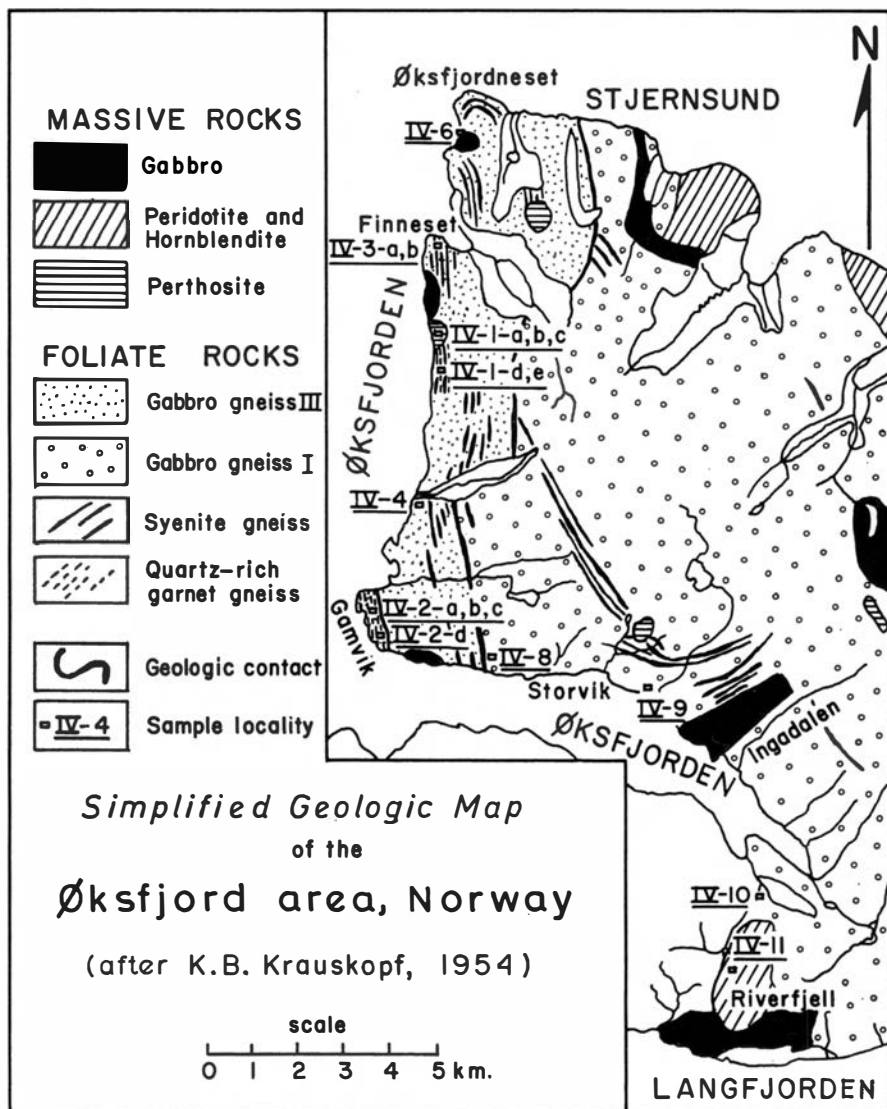 MASSIVE ROCKS
Gabbro
Peridotite and
Hornblendite
Perthosite
FOLIATE ROCKS
Gabbro gneiss III
Gabbro gneiss I
Syenite gneiss
Quartz-rich
garnet gneiss
Geologic contact
IV-4 Sample locality
Simplified Geologic Map
of the
Øksfjord area, Norway
(after K.B. Krauskopf, 1954)
scale
0 1 2 3 4 5 km.
N
Øksfjordneset
STJERNSUND
IV-6
Finneset
IV-3-a,b
IV-1-a,b,c
IV-1-d,e
ØKSFJORDEN
IV-4
Gamvik
IV-2-a,b,c
IV-2-d
IV-8
Storvik
IV-9
ØKSFJORDEN
Ingadalen
IV-10
IV-11
Riverfjell
LANGFJORDEN